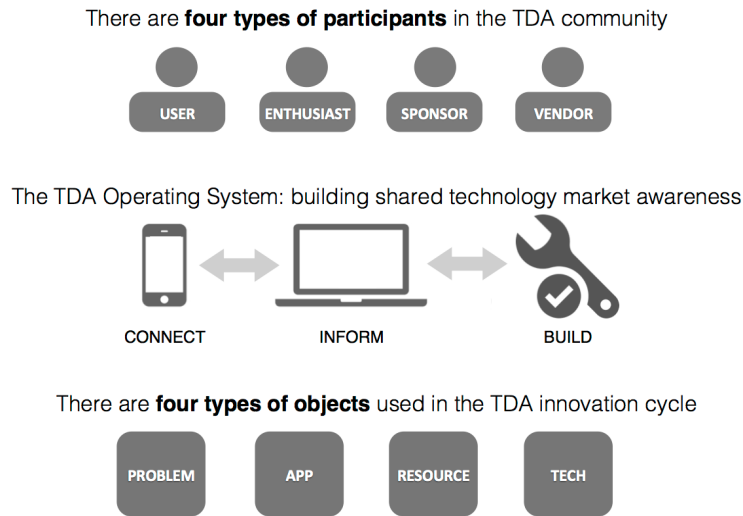 There are four types of participants in the TDA community
USER ENTHUSIAST SPONSOR VENDOR
The TDA Operating System: building shared technology market awareness
CONNECT INFORM BUILD
There are four types of objects used in the TDA innovation cycle
PROBLEM APP RESOURCE TECH